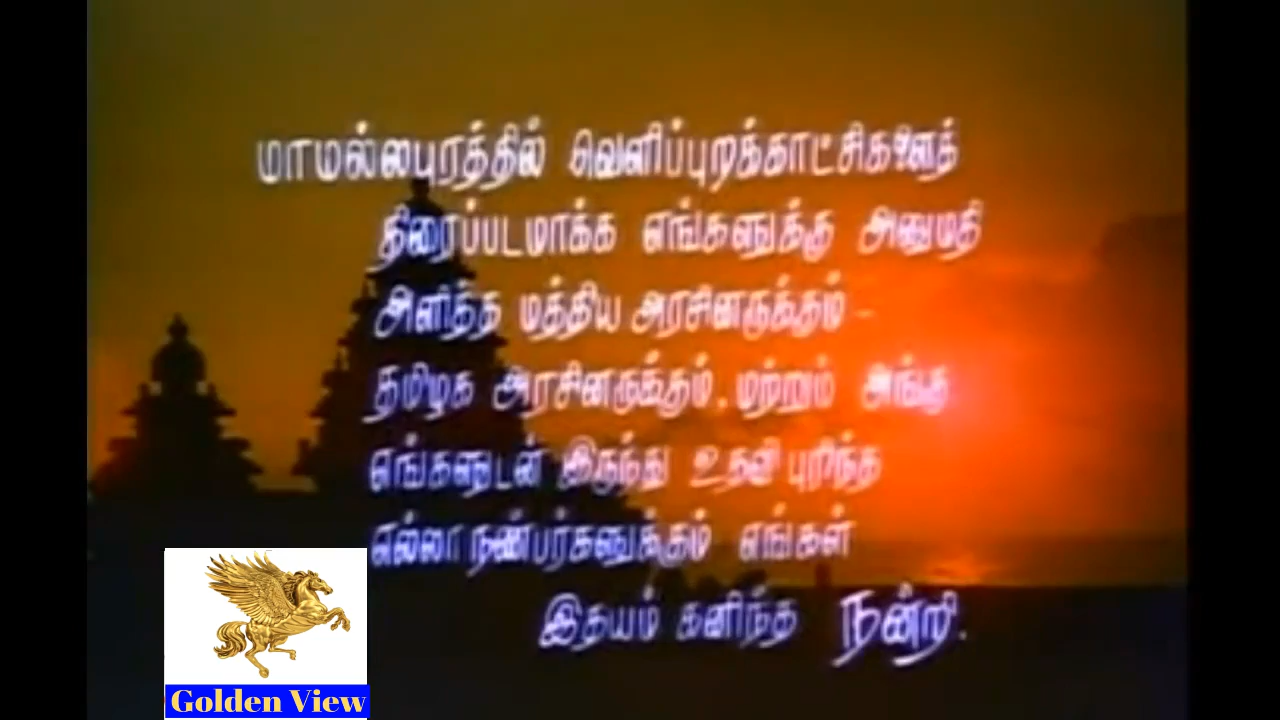 மாமல்லபுரத்தில் வெளிப்புறக்காட்சிகளைத்
திரைப்படமாக்க எங்களுக்கு அனுமதி
அளித்த மத்திய அரசினருக்கும் -
தமிழக அரசினருக்கும், மற்றும் அங்கு
எங்களுடன் இருந்து உதவி புரிந்த
எல்லா நண்பர்களுக்கும் எங்கள்
இதயம் கனிந்த நன்றி.
Golden View